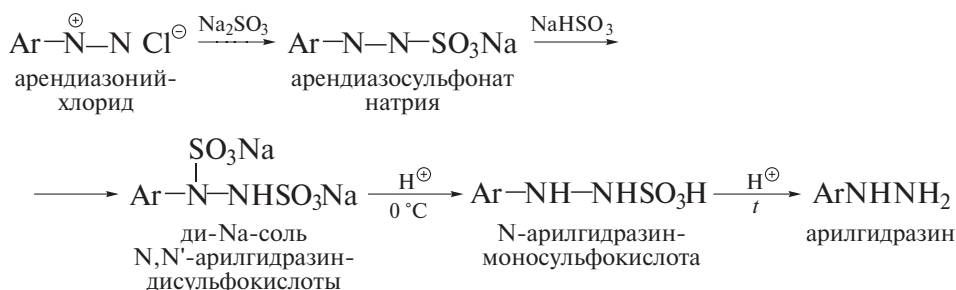 Ar—N⊕—N Cl⊖ Na₂SO₃ Ar—N—N—SO₃Na NaHSO₃
арендиазоний-
хлорид
арендиазосульфонат
натрия
SO₃Na
Ar—N—NHSO₃Na H⊕ 0 °C Ar—NH—NHSO₃H H⊕ t ArNHNH₂
ди-Na-соль
N,N'-арилгидразин-
дисульфокислоты
N-арилгидразин-
моносульфокислота
арилгидразин